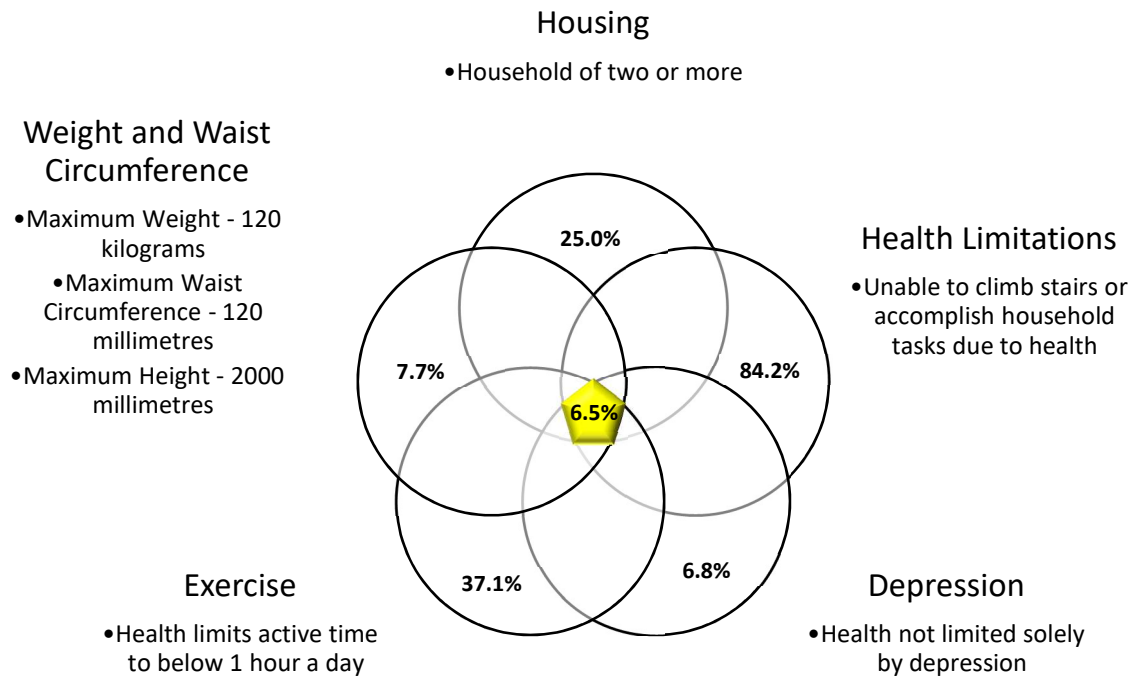 Housing
•Household of two or more
Weight and Waist
Circumference
•Maximum Weight - 120
kilograms
•Maximum Waist
Circumference - 120
millimetres
•Maximum Height - 2000
millimetres
25.0%
Health Limitations
•Unable to climb stairs or
accomplish household
tasks due to health
7.7%
84.2%
6.5%
37.1%
6.8%
Exercise
•Health limits active time
to below 1 hour a day
Depression
•Health not limited solely
by depression